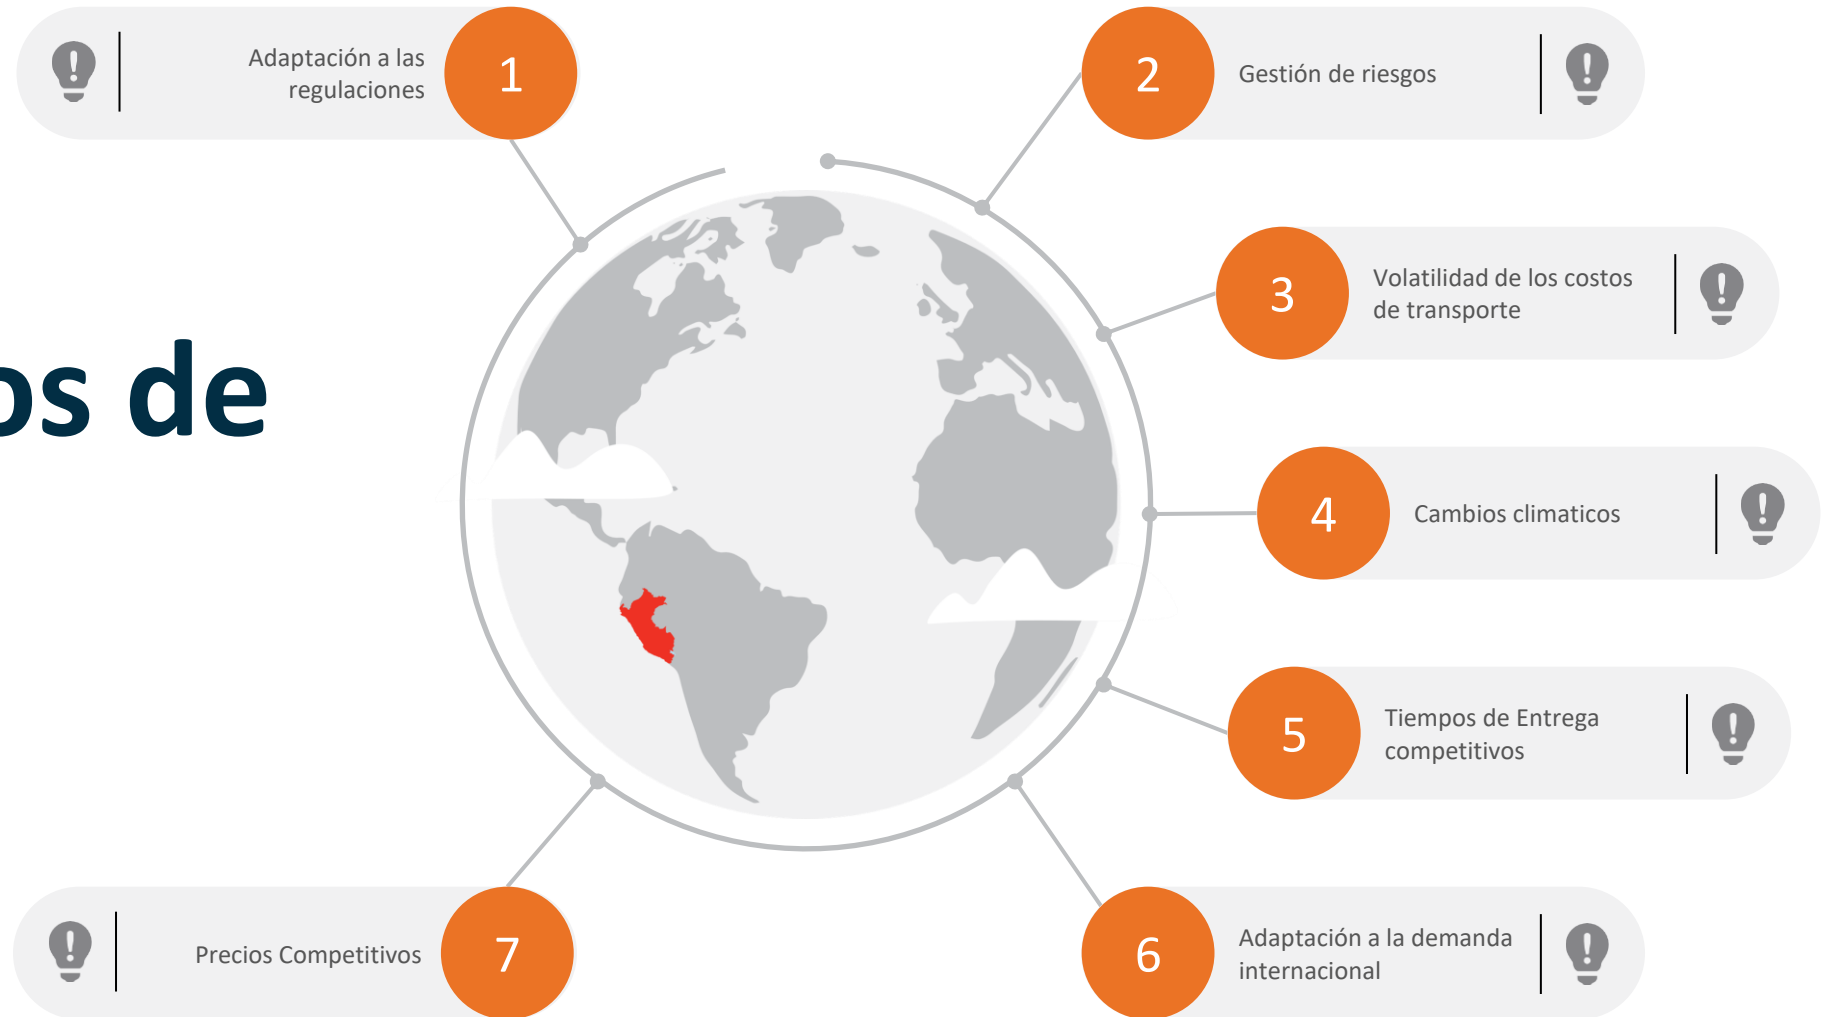 Adaptación a las
regulaciones
1
2
Gestión de riesgos
3
Volatilidad de los costos
de transporte
de
4
Cambios climaticos
5
Tiempos de Entrega
competitivos
6
Adaptación a la demanda
internacional
Precios Competitivos
7